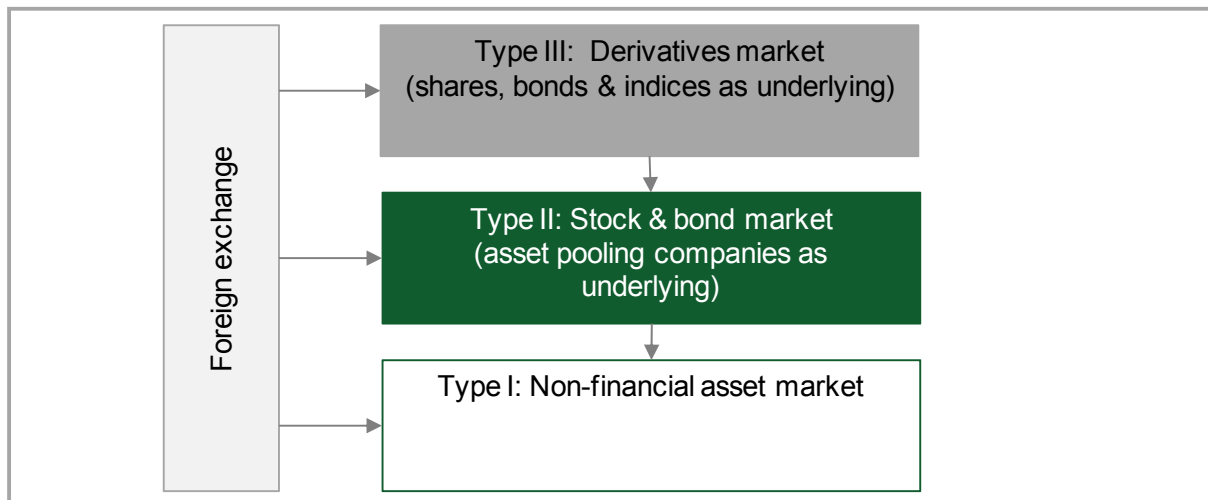 Foreign exchange
Type III:  Derivatives market
(shares, bonds & indices as underlying)
Type II: Stock & bond market
(asset pooling companies as
underlying)
Type I: Non-financial asset market